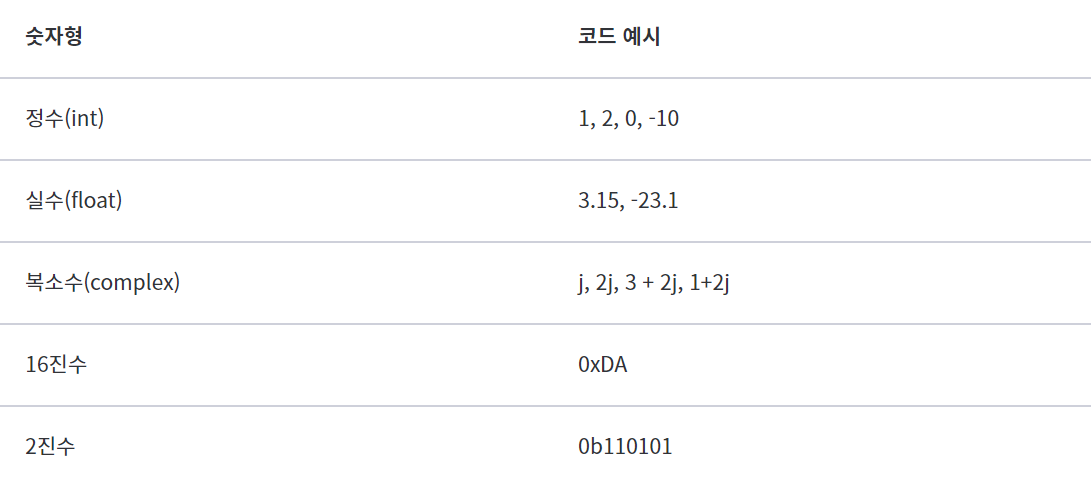 숫자형 코드 예시
정수(int) 1, 2, 0, -10
실수(float) 3.15, -23.1
복소수(complex) j, 2j, 3 + 2j, 1+2j
16진수 0xDA
2진수 0b110101